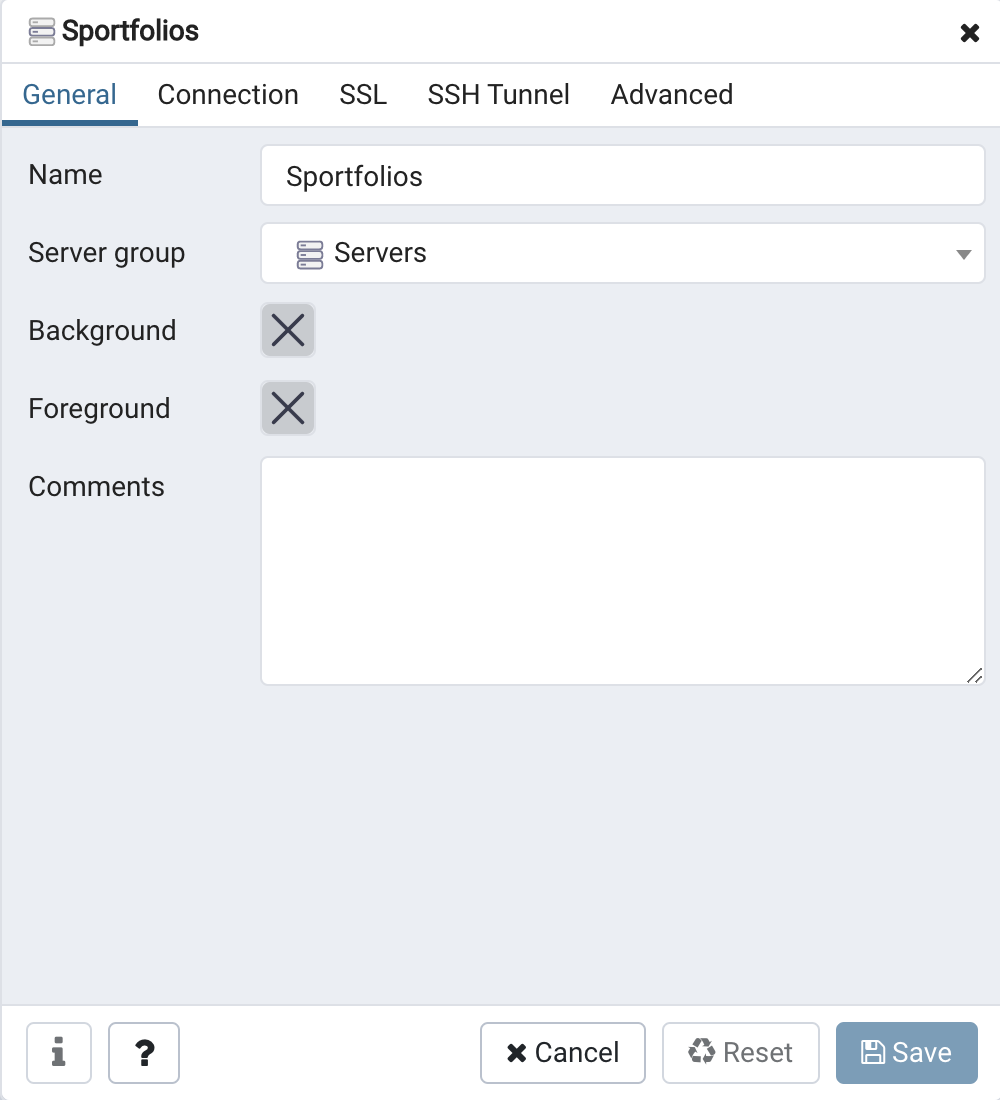 Sportfolios
General Connection SSL SSH Tunnel Advanced
Name Sportfolios
Server group Servers
Background
Foreground
Comments
i ? Cancel Reset Save